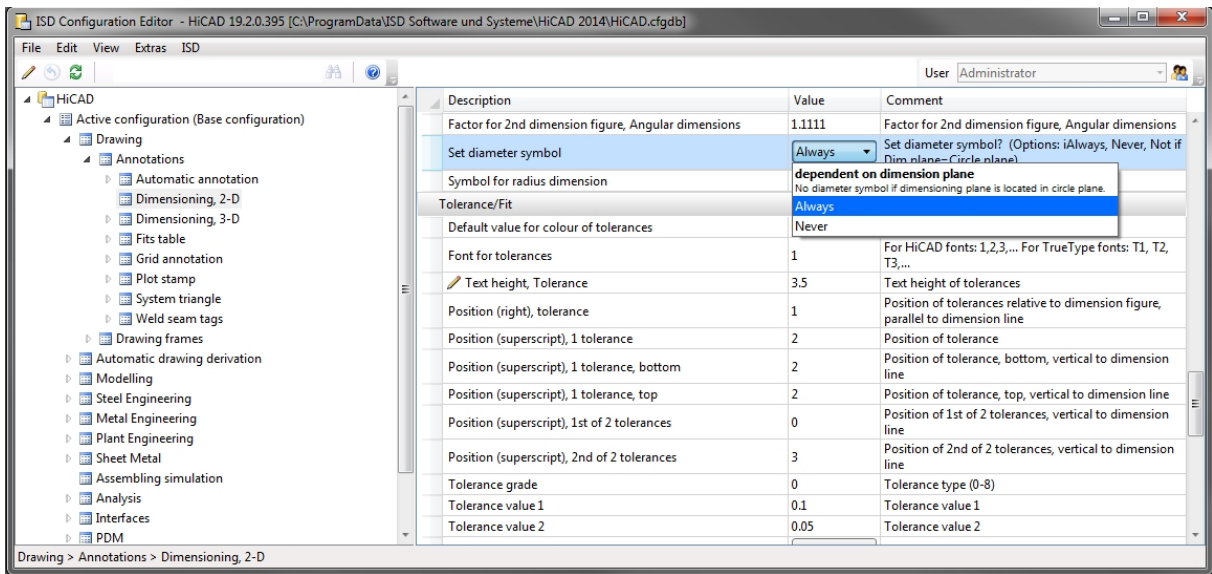 ISD Configuration Editor - HiCAD 19.2.0.395 [C:\ProgramData\ISD Software und Systeme\HiCAD 2014\HiCAD.cfgdb]
File Edit View Extras ISD
User Administrator
HiCAD
Active configuration (Base configuration)
Drawing
Annotations
Automatic annotation
Dimensioning, 2-D
Dimensioning, 3-D
Fits table
Grid annotation
Plot stamp
System triangle
Weld seam tags
Drawing frames
Automatic drawing derivation
Modelling
Steel Engineering
Metal Engineering
Plant Engineering
Sheet Metal
Assembling simulation
Analysis
Interfaces
PDM
Description Value Comment
Factor for 2nd dimension figure, Angular dimensions 1.1111 Factor for 2nd dimension figure, Angular dimensions
Set diameter symbol Always Set diameter symbol? (Options: iAlways, Never, Not if
Dim plane=Circle plane)
Symbol for radius dimension
dependent on dimension plane
No diameter symbol if dimensioning plane is located in circle plane.
Always
Never
Tolerance/Fit
Default value for colour of tolerances
Font for tolerances 1 For HiCAD fonts: 1,2,3,... For TrueType fonts: T1, T2,
T3,...
Text height, Tolerance 3.5 Text height of tolerances
Position (right), tolerance 1 Position of tolerances relative to dimension figure,
parallel to dimension line
Position (superscript), 1 tolerance 2 Position of tolerance
Position (superscript), 1 tolerance, bottom 2 Position of tolerance, bottom, vertical to dimension
line
Position (superscript), 1 tolerance, top 2 Position of tolerance, top, vertical to dimension line
Position (superscript), 1st of 2 tolerances 0 Position of 1st of 2 tolerances, vertical to dimension
line
Position (superscript), 2nd of 2 tolerances 3 Position of 2nd of 2 tolerances, vertical to dimension
line
Tolerance grade 0 Tolerance type (0-8)
Tolerance value 1 0.1 Tolerance value 1
Tolerance value 2 0.05 Tolerance value 2
Drawing > Annotations > Dimensioning, 2-D